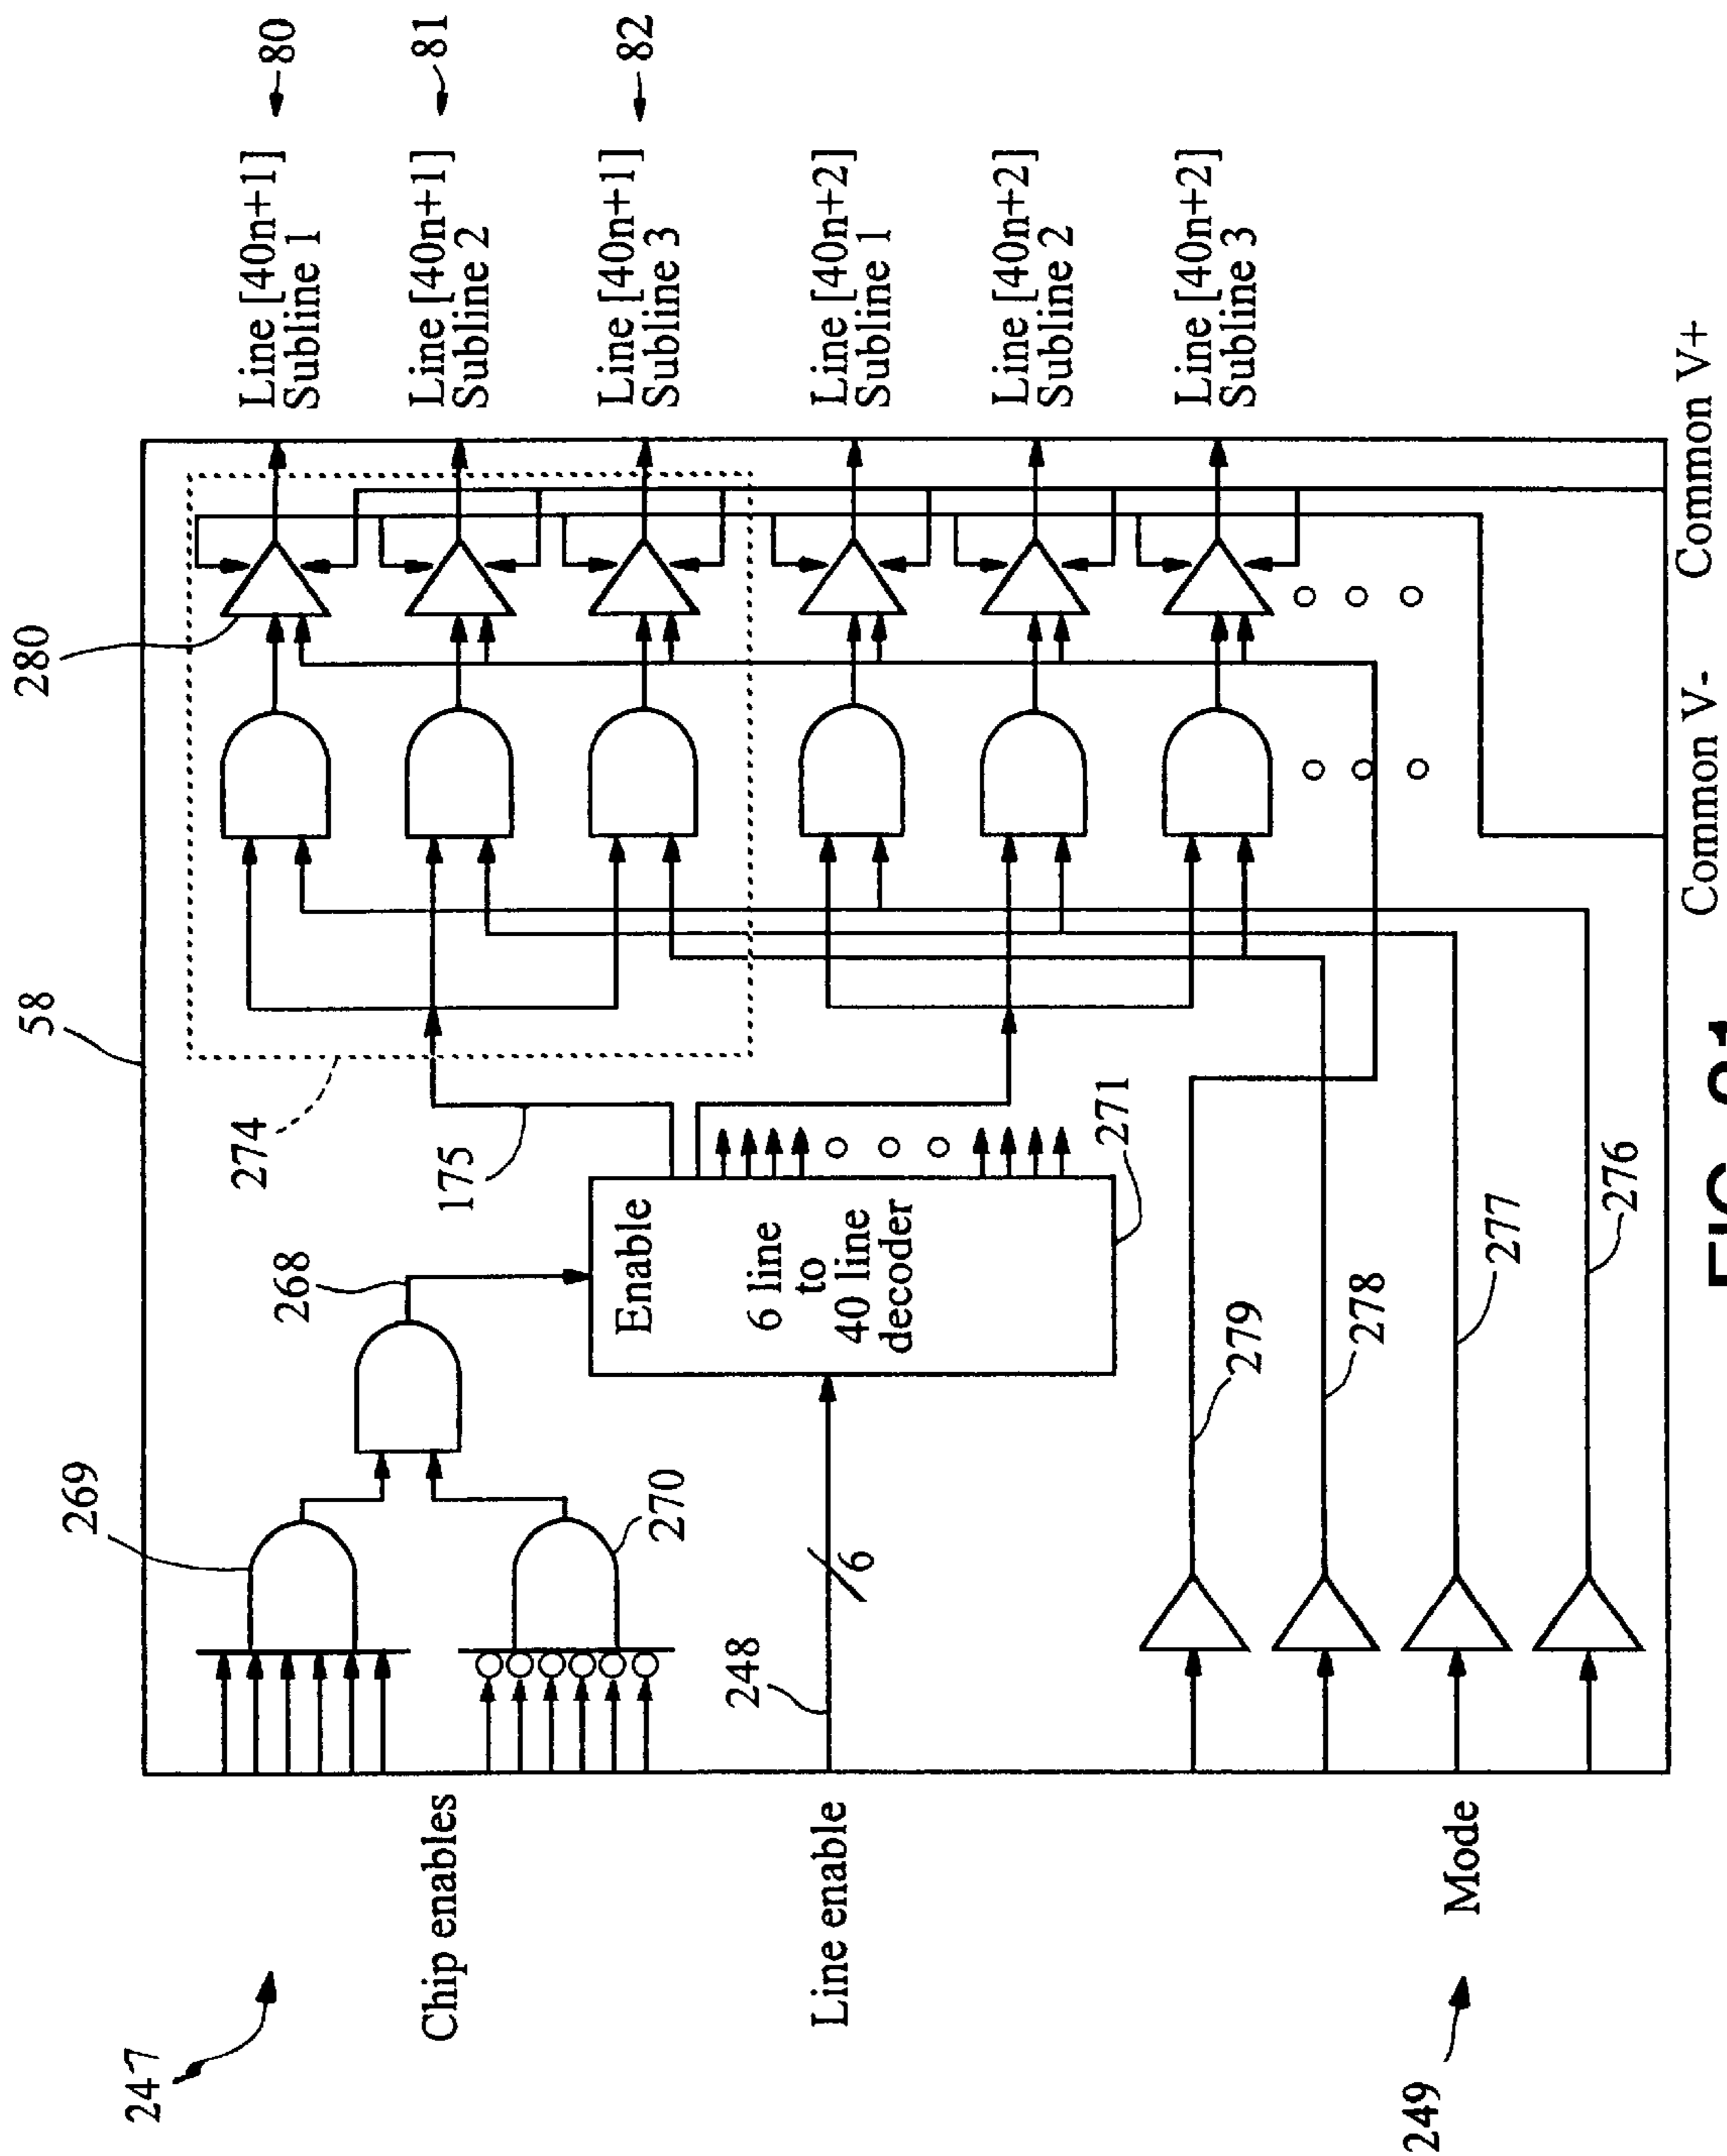 247
Chip enables
Line enable
249
Mode
58
269
270
268
248
6
Enable
6 line
to
40 line
decoder
271
175
274
280
279
278
277
276
Line [40n+1]
Subline 1
80
Line [40n+1]
Subline 2
81
Line [40n+1]
Subline 3
82
Line [40n+2]
Subline 1
Line [40n+2]
Subline 2
Line [40n+2]
Subline 3
Common V-
Common V+